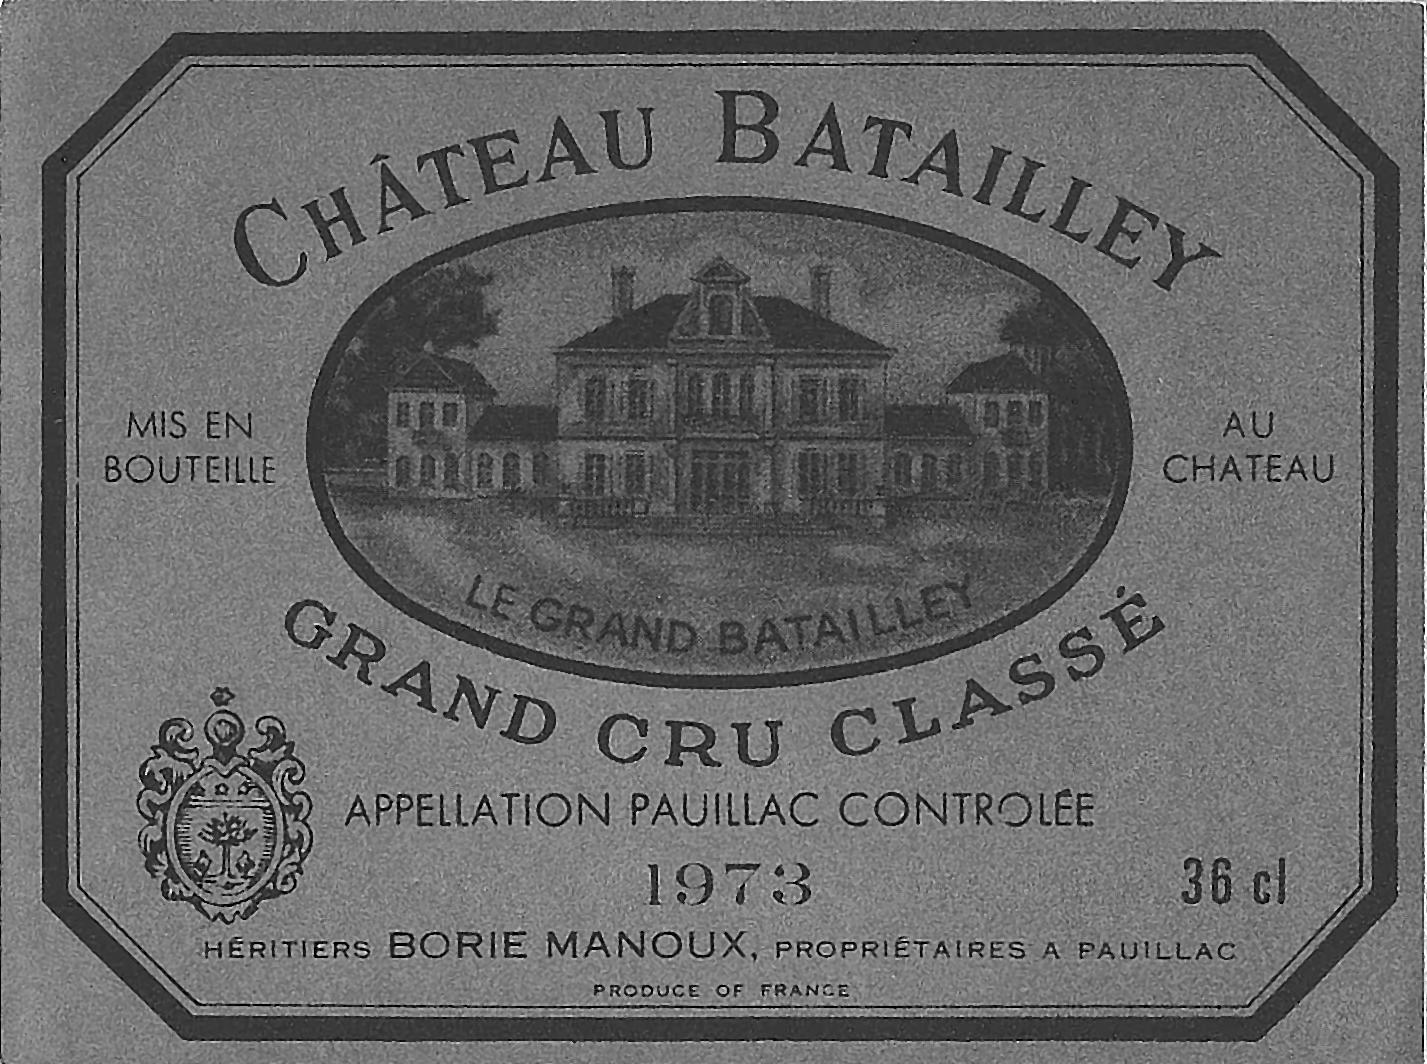 CHÂTEAU BATAILLEY
MIS EN
BOUTEILLE
AU
CHATEAU
LE GRAND BATAILLEY
GRAND CRU CLASSÉ
APPELLATION PAUILLAC CONTROLÉE
1973
36 cl
HÉRITIERS BORIE MANOUX, PROPRIÉTAIRES A PAUILLAC
PRODUCE OF FRANCE